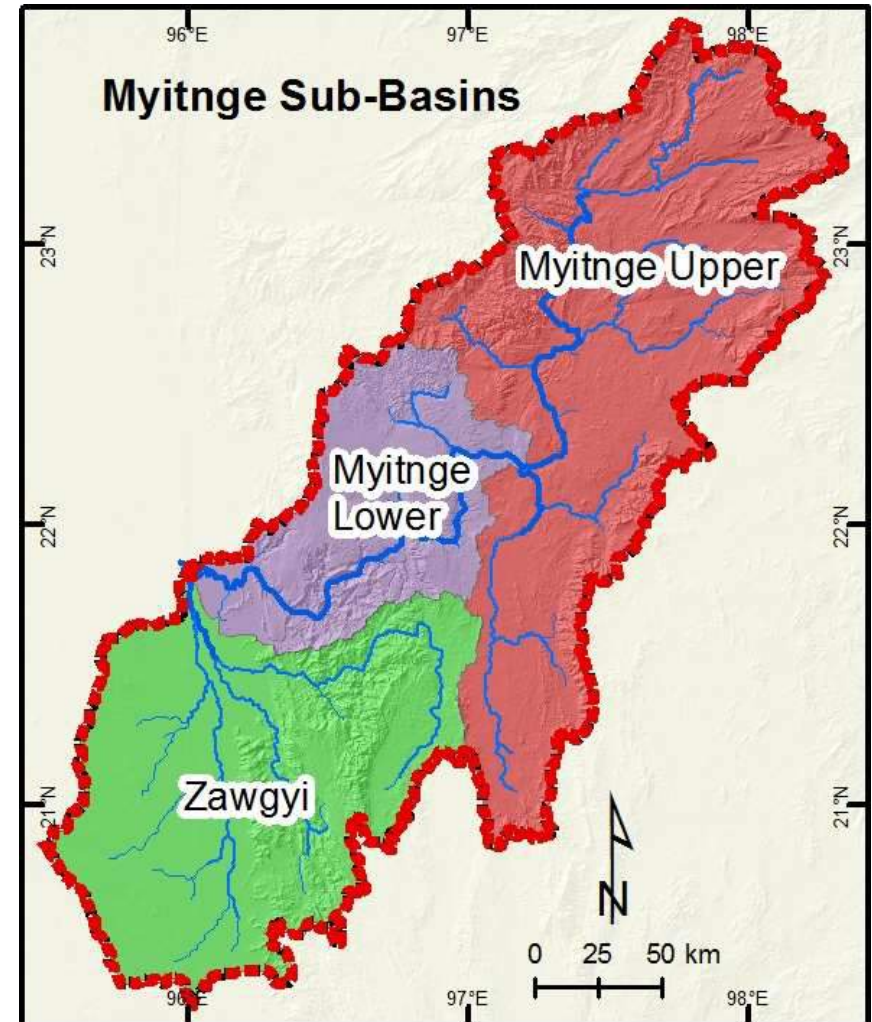 96°E 97°E 98°E
Myitnge Sub-Basins
23°N 23°N
Myitnge Upper
Myitnge
Lower
22°N 22°N
Zawgyi
21°N 21°N
N
0 25 50 km
96°E 97°E 98°E